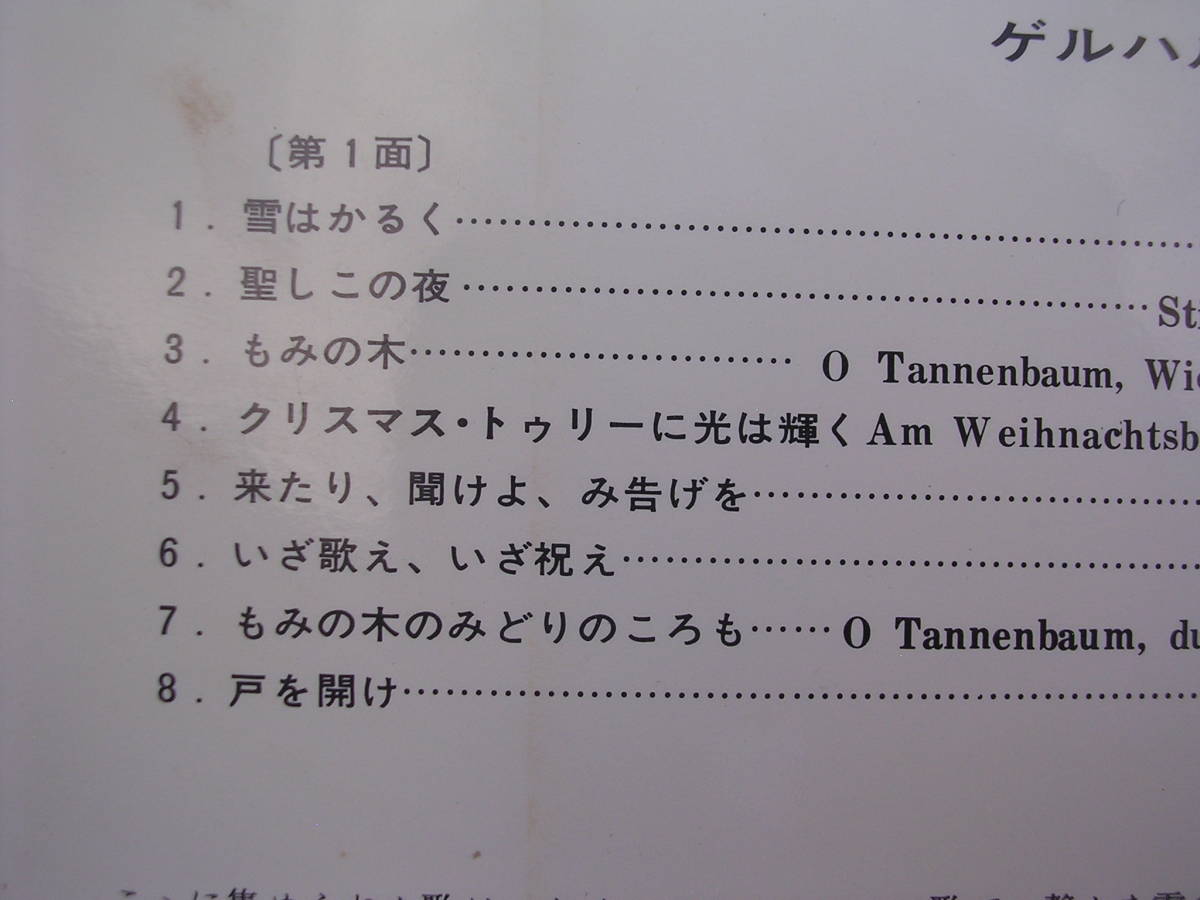 ゲルハ
〔第1面〕
1. 雪はかるく……………………………………………………
2. 聖しこの夜……………………………………………… Sti
3. もみの木………………………… O Tannenbaum, Wie
4. クリスマス・トゥリーに光は輝く Am Weihnachtsb
5. 来たり、聞けよ、み告げを………………………………
6. いざ歌え、いざ祝え…………………………………………
7. もみの木のみどりのころも…… O Tannenbaum, du
8. 戸を開け…………………………………………………………